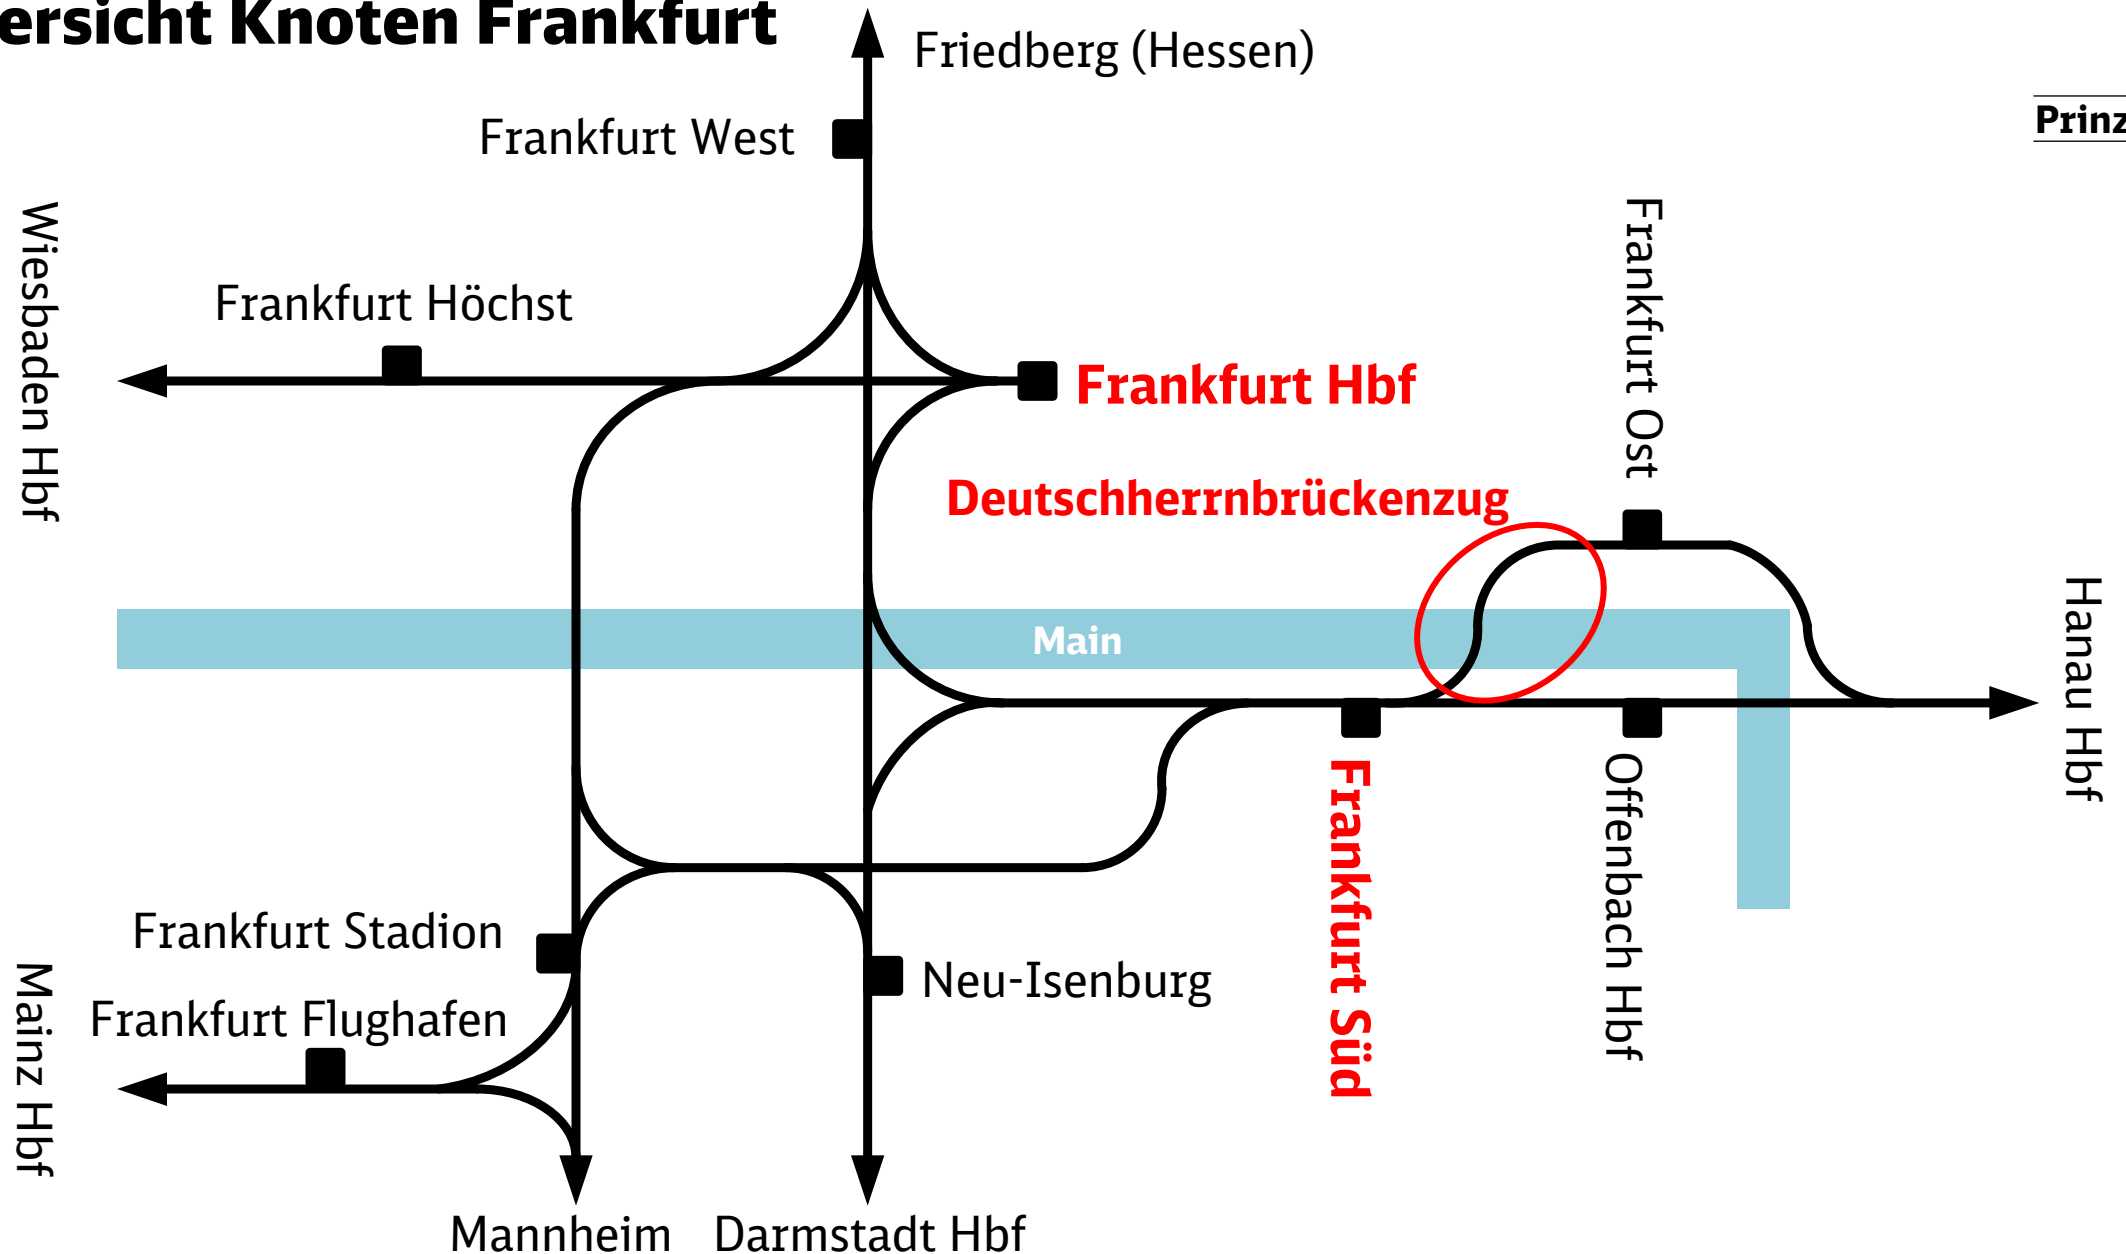 ersicht Knoten Frankfurt
Friedberg (Hessen)
Prinz
Frankfurt West
Wiesbaden Hbf
Frankfurt Höchst
Frankfurt Ost
Frankfurt Hbf
Deutschherrnbrückenzug
Main
Hanau Hbf
Frankfurt Süd
Offenbach Hbf
Frankfurt Stadion
Neu-Isenburg
Mainz Hbf
Frankfurt Flughafen
Mannheim
Darmstadt Hbf